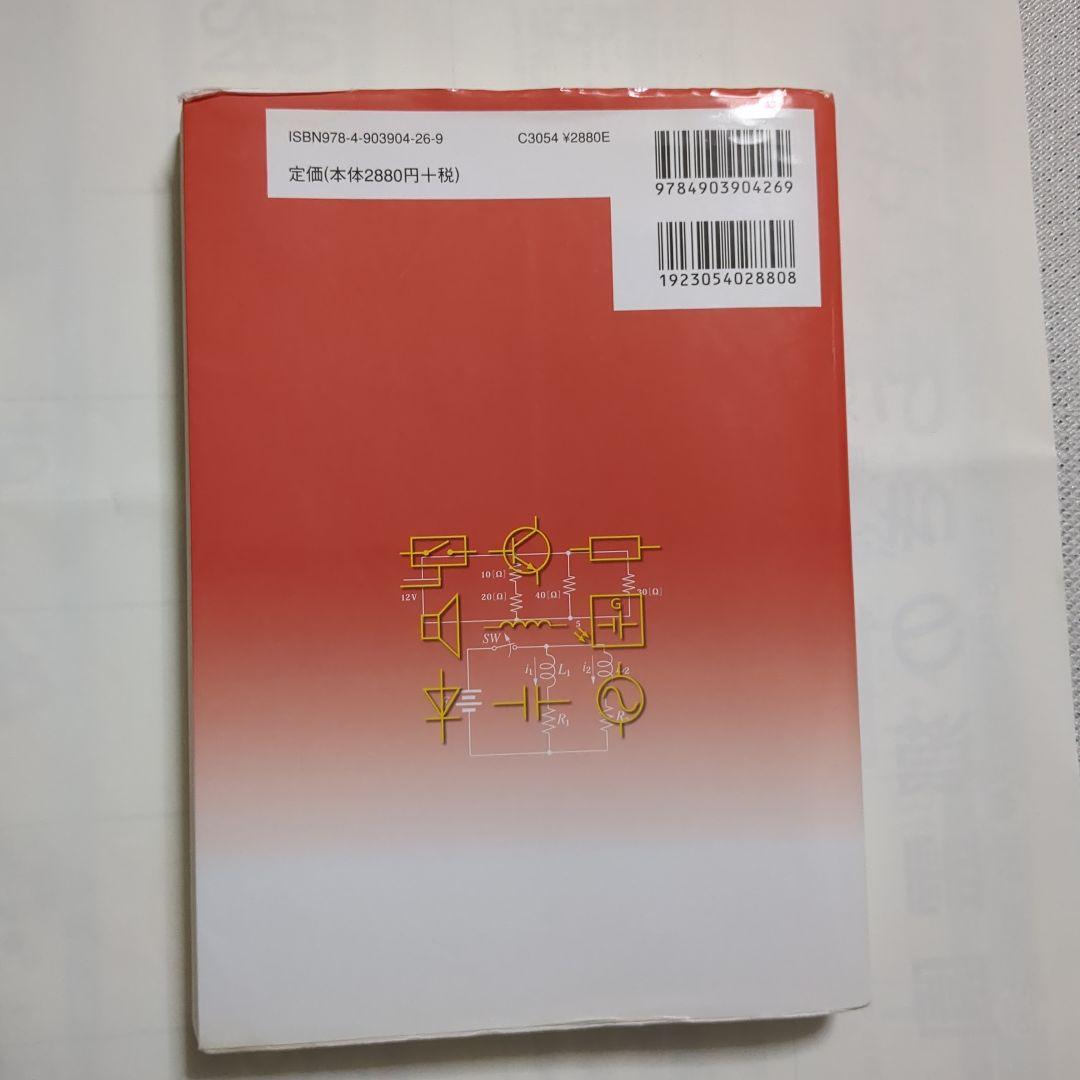 ISBN978-4-903904-26-9
C3054 ¥2880E
定価(本体2880円+税)
9784903904269
1923054028808
10[Ω]
12V
20[Ω]
40[Ω]
30[Ω]
G
5
SW
i₁
L₁
i₂
R₁